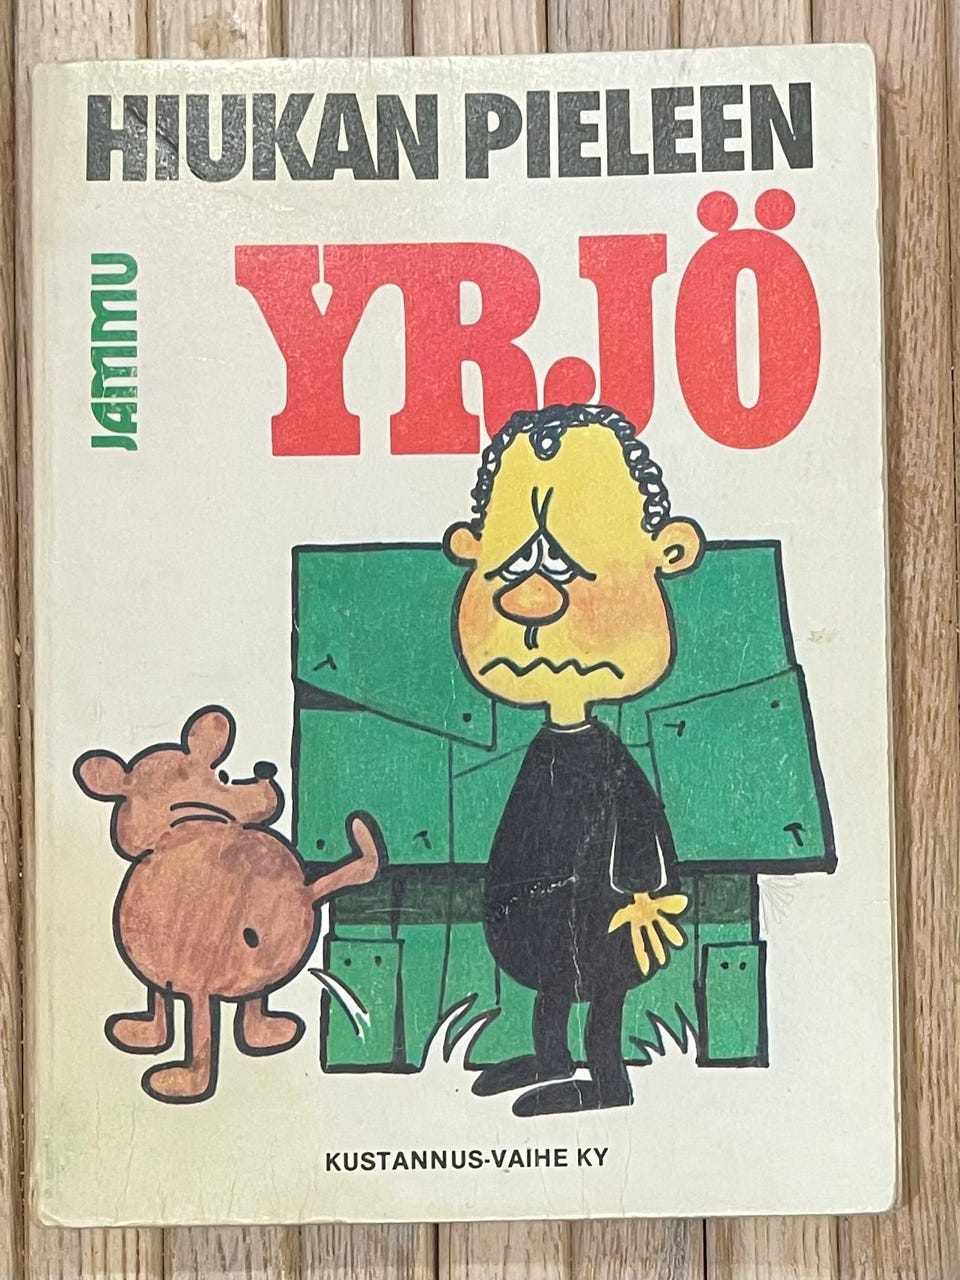 HIUKAN PIELEEN
YRJÖ
JAMMU
KUSTANNUS-VAIHE KY